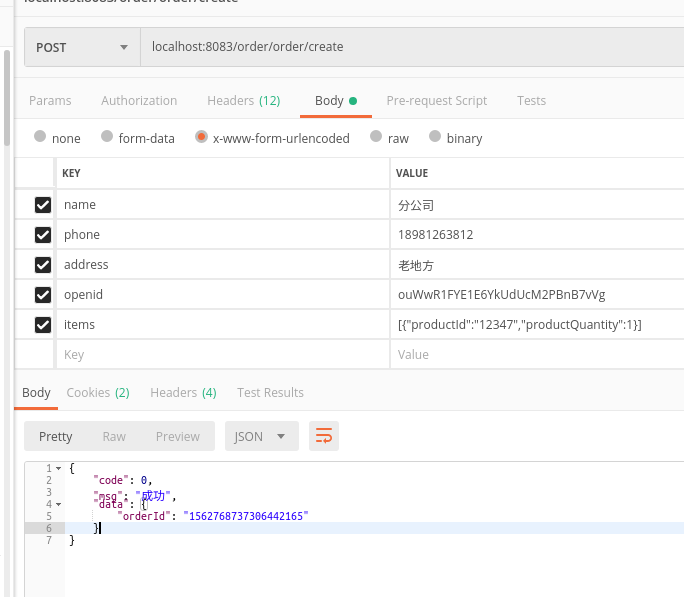 localhost:8083/order/order/create
POST localhost:8083/order/order/create
Params Authorization Headers (12) Body Pre-request Script Tests
none form-data x-www-form-urlencoded raw binary
KEY VALUE
name 分公司
phone 18981263812
address 老地方
openid ouWwR1FYE1E6YkUdUcM2PBnB7vVg
items [{"productId":"12347","productQuantity":1}]
Key Value
Body Cookies (2) Headers (4) Test Results
Pretty Raw Preview JSON
1 {
2 "code": 0,
3 "msg": "成功",
4 "data": {
5 "orderId": "1562768737306442165"
6 }
7 }